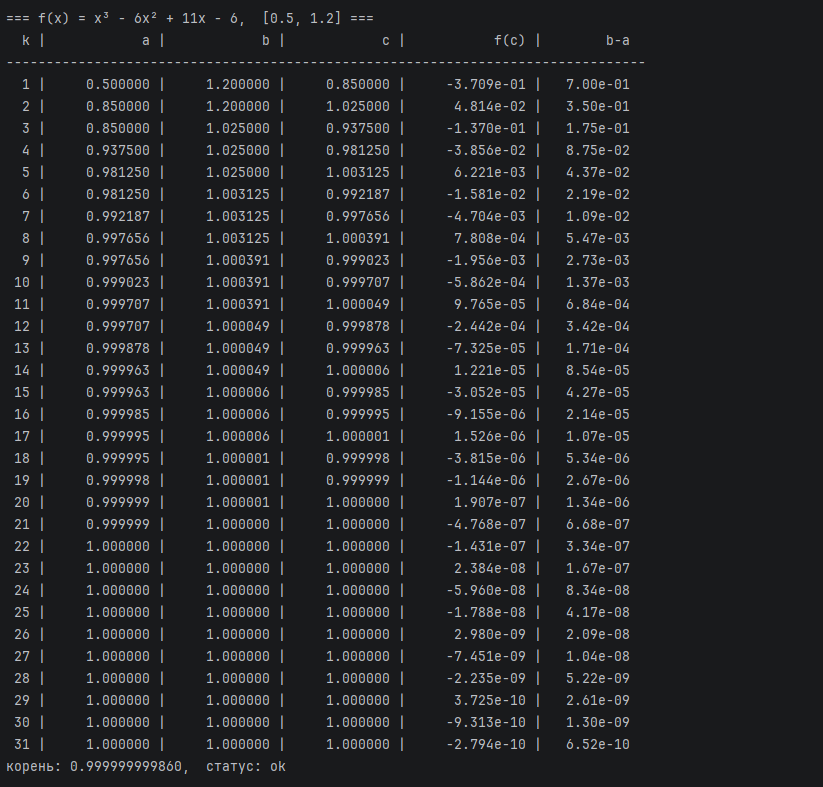 === f(x) = x³ - 6x² + 11x - 6,  [0.5, 1.2] ===
  k |            a |            b |            c |           f(c) |        b-a
--------------------------------------------------------------------------------
  1 |     0.500000 |     1.200000 |     0.850000 |     -3.709e-01 |   7.00e-01
  2 |     0.850000 |     1.200000 |     1.025000 |      4.814e-02 |   3.50e-01
  3 |     0.850000 |     1.025000 |     0.937500 |     -1.370e-01 |   1.75e-01
  4 |     0.937500 |     1.025000 |     0.981250 |     -3.856e-02 |   8.75e-02
  5 |     0.981250 |     1.025000 |     1.003125 |      6.221e-03 |   4.37e-02
  6 |     0.981250 |     1.003125 |     0.992187 |     -1.581e-02 |   2.19e-02
  7 |     0.992187 |     1.003125 |     0.997656 |     -4.704e-03 |   1.09e-02
  8 |     0.997656 |     1.003125 |     1.000391 |      7.808e-04 |   5.47e-03
  9 |     0.997656 |     1.000391 |     0.999023 |     -1.956e-03 |   2.73e-03
 10 |     0.999023 |     1.000391 |     0.999707 |     -5.862e-04 |   1.37e-03
 11 |     0.999707 |     1.000391 |     1.000049 |      9.765e-05 |   6.84e-04
 12 |     0.999707 |     1.000049 |     0.999878 |     -2.442e-04 |   3.42e-04
 13 |     0.999878 |     1.000049 |     0.999963 |     -7.325e-05 |   1.71e-04
 14 |     0.999963 |     1.000049 |     1.000006 |      1.221e-05 |   8.54e-05
 15 |     0.999963 |     1.000006 |     0.999985 |     -3.052e-05 |   4.27e-05
 16 |     0.999985 |     1.000006 |     0.999995 |     -9.155e-06 |   2.14e-05
 17 |     0.999995 |     1.000006 |     1.000001 |      1.526e-06 |   1.07e-05
 18 |     0.999995 |     1.000001 |     0.999998 |     -3.815e-06 |   5.34e-06
 19 |     0.999998 |     1.000001 |     0.999999 |     -1.144e-06 |   2.67e-06
 20 |     0.999999 |     1.000001 |     1.000000 |      1.907e-07 |   1.34e-06
 21 |     0.999999 |     1.000000 |     1.000000 |     -4.768e-07 |   6.68e-07
 22 |     1.000000 |     1.000000 |     1.000000 |     -1.431e-07 |   3.34e-07
 23 |     1.000000 |     1.000000 |     1.000000 |      2.384e-08 |   1.67e-07
 24 |     1.000000 |     1.000000 |     1.000000 |     -5.960e-08 |   8.34e-08
 25 |     1.000000 |     1.000000 |     1.000000 |     -1.788e-08 |   4.17e-08
 26 |     1.000000 |     1.000000 |     1.000000 |      2.980e-09 |   2.09e-08
 27 |     1.000000 |     1.000000 |     1.000000 |     -7.451e-09 |   1.04e-08
 28 |     1.000000 |     1.000000 |     1.000000 |     -2.235e-09 |   5.22e-09
 29 |     1.000000 |     1.000000 |     1.000000 |      3.725e-10 |   2.61e-09
 30 |     1.000000 |     1.000000 |     1.000000 |     -9.313e-10 |   1.30e-09
 31 |     1.000000 |     1.000000 |     1.000000 |     -2.794e-10 |   6.52e-10
корень: 0.999999999860,  статус: ok